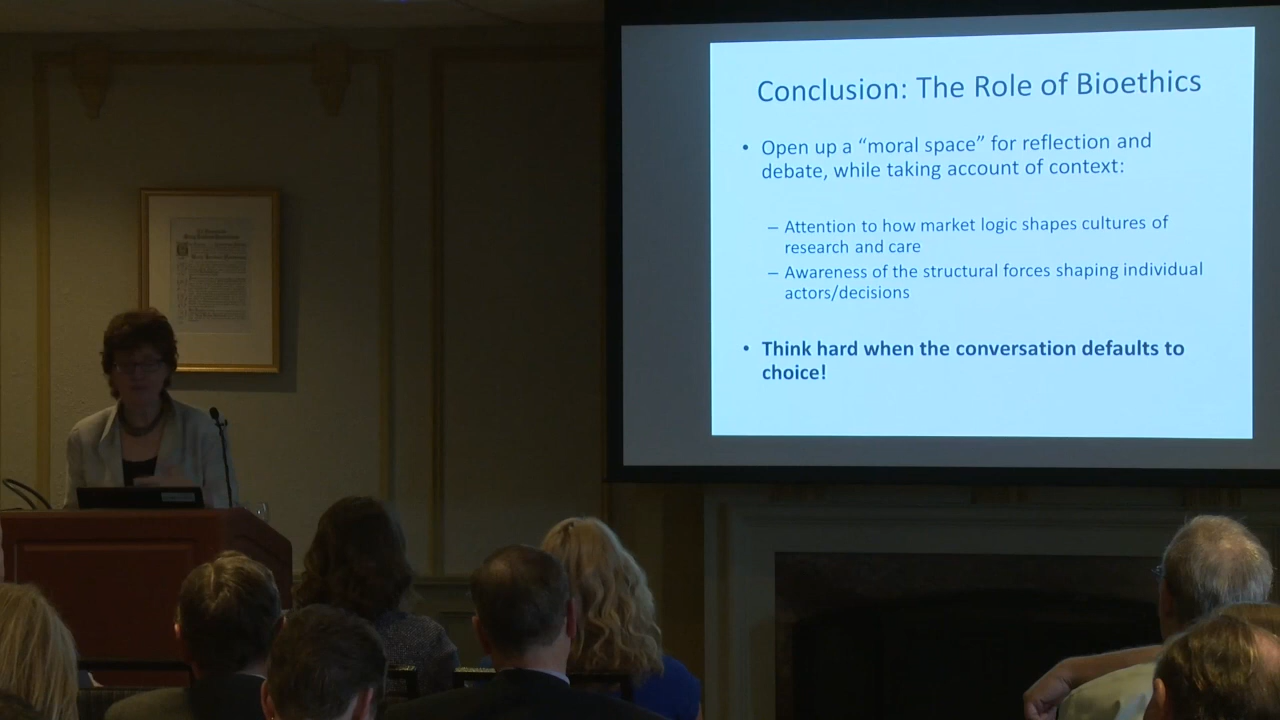 Conclusion: The Role of Bioethics
• Open up a “moral space” for reflection and
debate, while taking account of context:
– Attention to how market logic shapes cultures of
research and care
– Awareness of the structural forces shaping individual
actors/decisions
• Think hard when the conversation defaults to
choice!